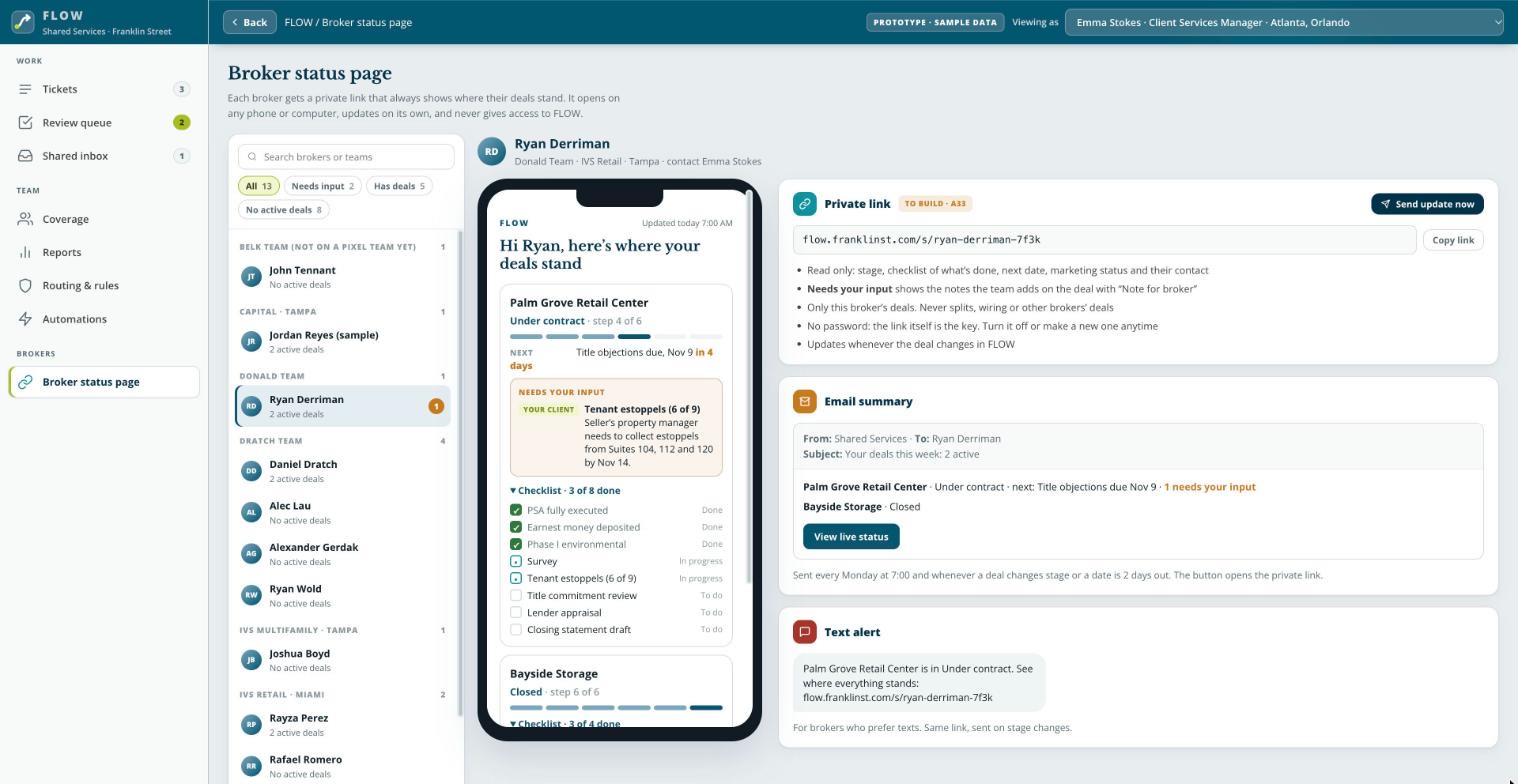 FLOW
Shared Services · Franklin Street
Back
FLOW / Broker status page
PROTOTYPE · SAMPLE DATA
Viewing as
Emma Stokes · Client Services Manager · Atlanta, Orlando
WORK
Tickets 3
Review queue 2
Shared inbox 1
TEAM
Coverage
Reports
Routing & rules
Automations
BROKERS
Broker status page
Broker status page
Each broker gets a private link that always shows where their deals stand. It opens on
any phone or computer, updates on its own, and never gives access to FLOW.
Search brokers or teams
All 13
Needs input 2
Has deals 5
No active deals 8
BELK TEAM (NOT ON A PIXEL TEAM YET) 1
JT
John Tennant
No active deals
CAPITAL · TAMPA 1
JR
Jordan Reyes (sample)
2 active deals
DONALD TEAM 1
RD
Ryan Derriman
2 active deals
1
DRATCH TEAM 4
DD
Daniel Dratch
2 active deals
AL
Alec Lau
No active deals
AG
Alexander Gerdak
No active deals
RW
Ryan Wold
No active deals
IVS MULTIFAMILY · TAMPA 1
JB
Joshua Boyd
No active deals
IVS RETAIL · MIAMI 2
RP
Rayza Perez
2 active deals
RR
Rafael Romero
No active deals
RD
Ryan Derriman
Donald Team · IVS Retail · Tampa · contact Emma Stokes
FLOW
Updated today 7:00 AM
Hi Ryan, here's where your
deals stand
Palm Grove Retail Center
Under contract · step 4 of 6
NEXT Title objections due, Nov 9 in 4
days
NEEDS YOUR INPUT
YOUR CLIENT
Tenant estoppels (6 of 9)
Seller's property manager
needs to collect estoppels
from Suites 104, 112 and 120
by Nov 14.
▾ Checklist · 3 of 8 done
PSA fully executed Done
Earnest money deposited Done
Phase I environmental Done
Survey In progress
Tenant estoppels (6 of 9) In progress
Title commitment review To do
Lender appraisal To do
Closing statement draft To do
Bayside Storage
Closed · step 6 of 6
▾ Checklist · 3 of 4 done
Private link
TO BUILD · A33
Send update now
flow.franklinst.com/s/ryan-derriman-7f3k
Copy link
• Read only: stage, checklist of what's done, next date, marketing status and their contact
• Needs your input shows the notes the team adds on the deal with “Note for broker”
• Only this broker's deals. Never splits, wiring or other brokers' deals
• No password: the link itself is the key. Turn it off or make a new one anytime
• Updates whenever the deal changes in FLOW
Email summary
From: Shared Services · To: Ryan Derriman
Subject: Your deals this week: 2 active
Palm Grove Retail Center · Under contract · next: Title objections due Nov 9 · 1 needs your input
Bayside Storage · Closed
View live status
Sent every Monday at 7:00 and whenever a deal changes stage or a date is 2 days out. The button opens the private link.
Text alert
Palm Grove Retail Center is in Under contract. See
where everything stands:
flow.franklinst.com/s/ryan-derriman-7f3k
For brokers who prefer texts. Same link, sent on stage changes.